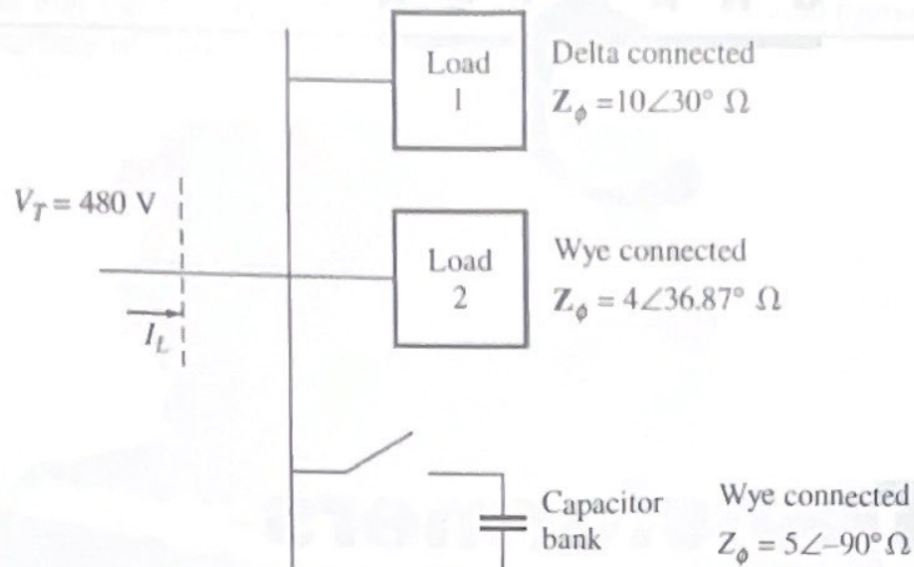 Load
1
Delta connected
Z_ϕ = 10∠30° Ω
V_T = 480 V
Load
2
Wye connected
Z_ϕ = 4∠36.87° Ω
I_L
Capacitor
bank
Wye connected
Z_ϕ = 5∠–90° Ω